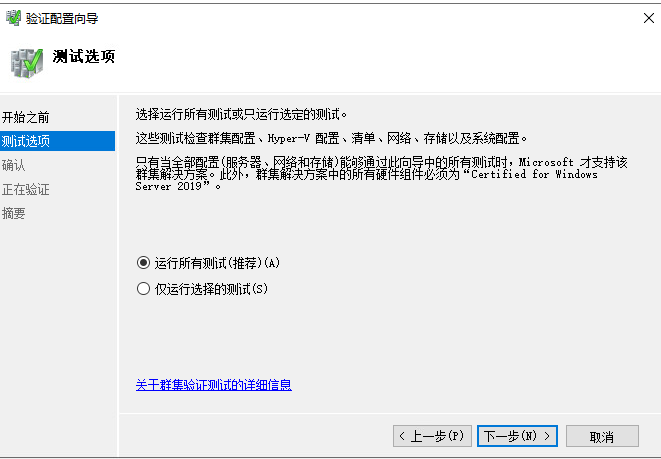 验证配置向导
测试选项
开始之前
测试选项
确认
正在验证
摘要
选择运行所有测试或只运行选定的测试。
这些测试检查群集配置、Hyper-V 配置、清单、网络、存储以及系统配置。
只有当全部配置(服务器、网络和存储)能够通过此向导中的所有测试时，Microsoft 才支持该
群集解决方案。此外，群集解决方案中的所有硬件组件必须为“Certified for Windows
Server 2019”。
运行所有测试(推荐)(A)
仅运行选择的测试(S)
关于群集验证测试的详细信息
< 上一步(P)
下一步(N) >
取消